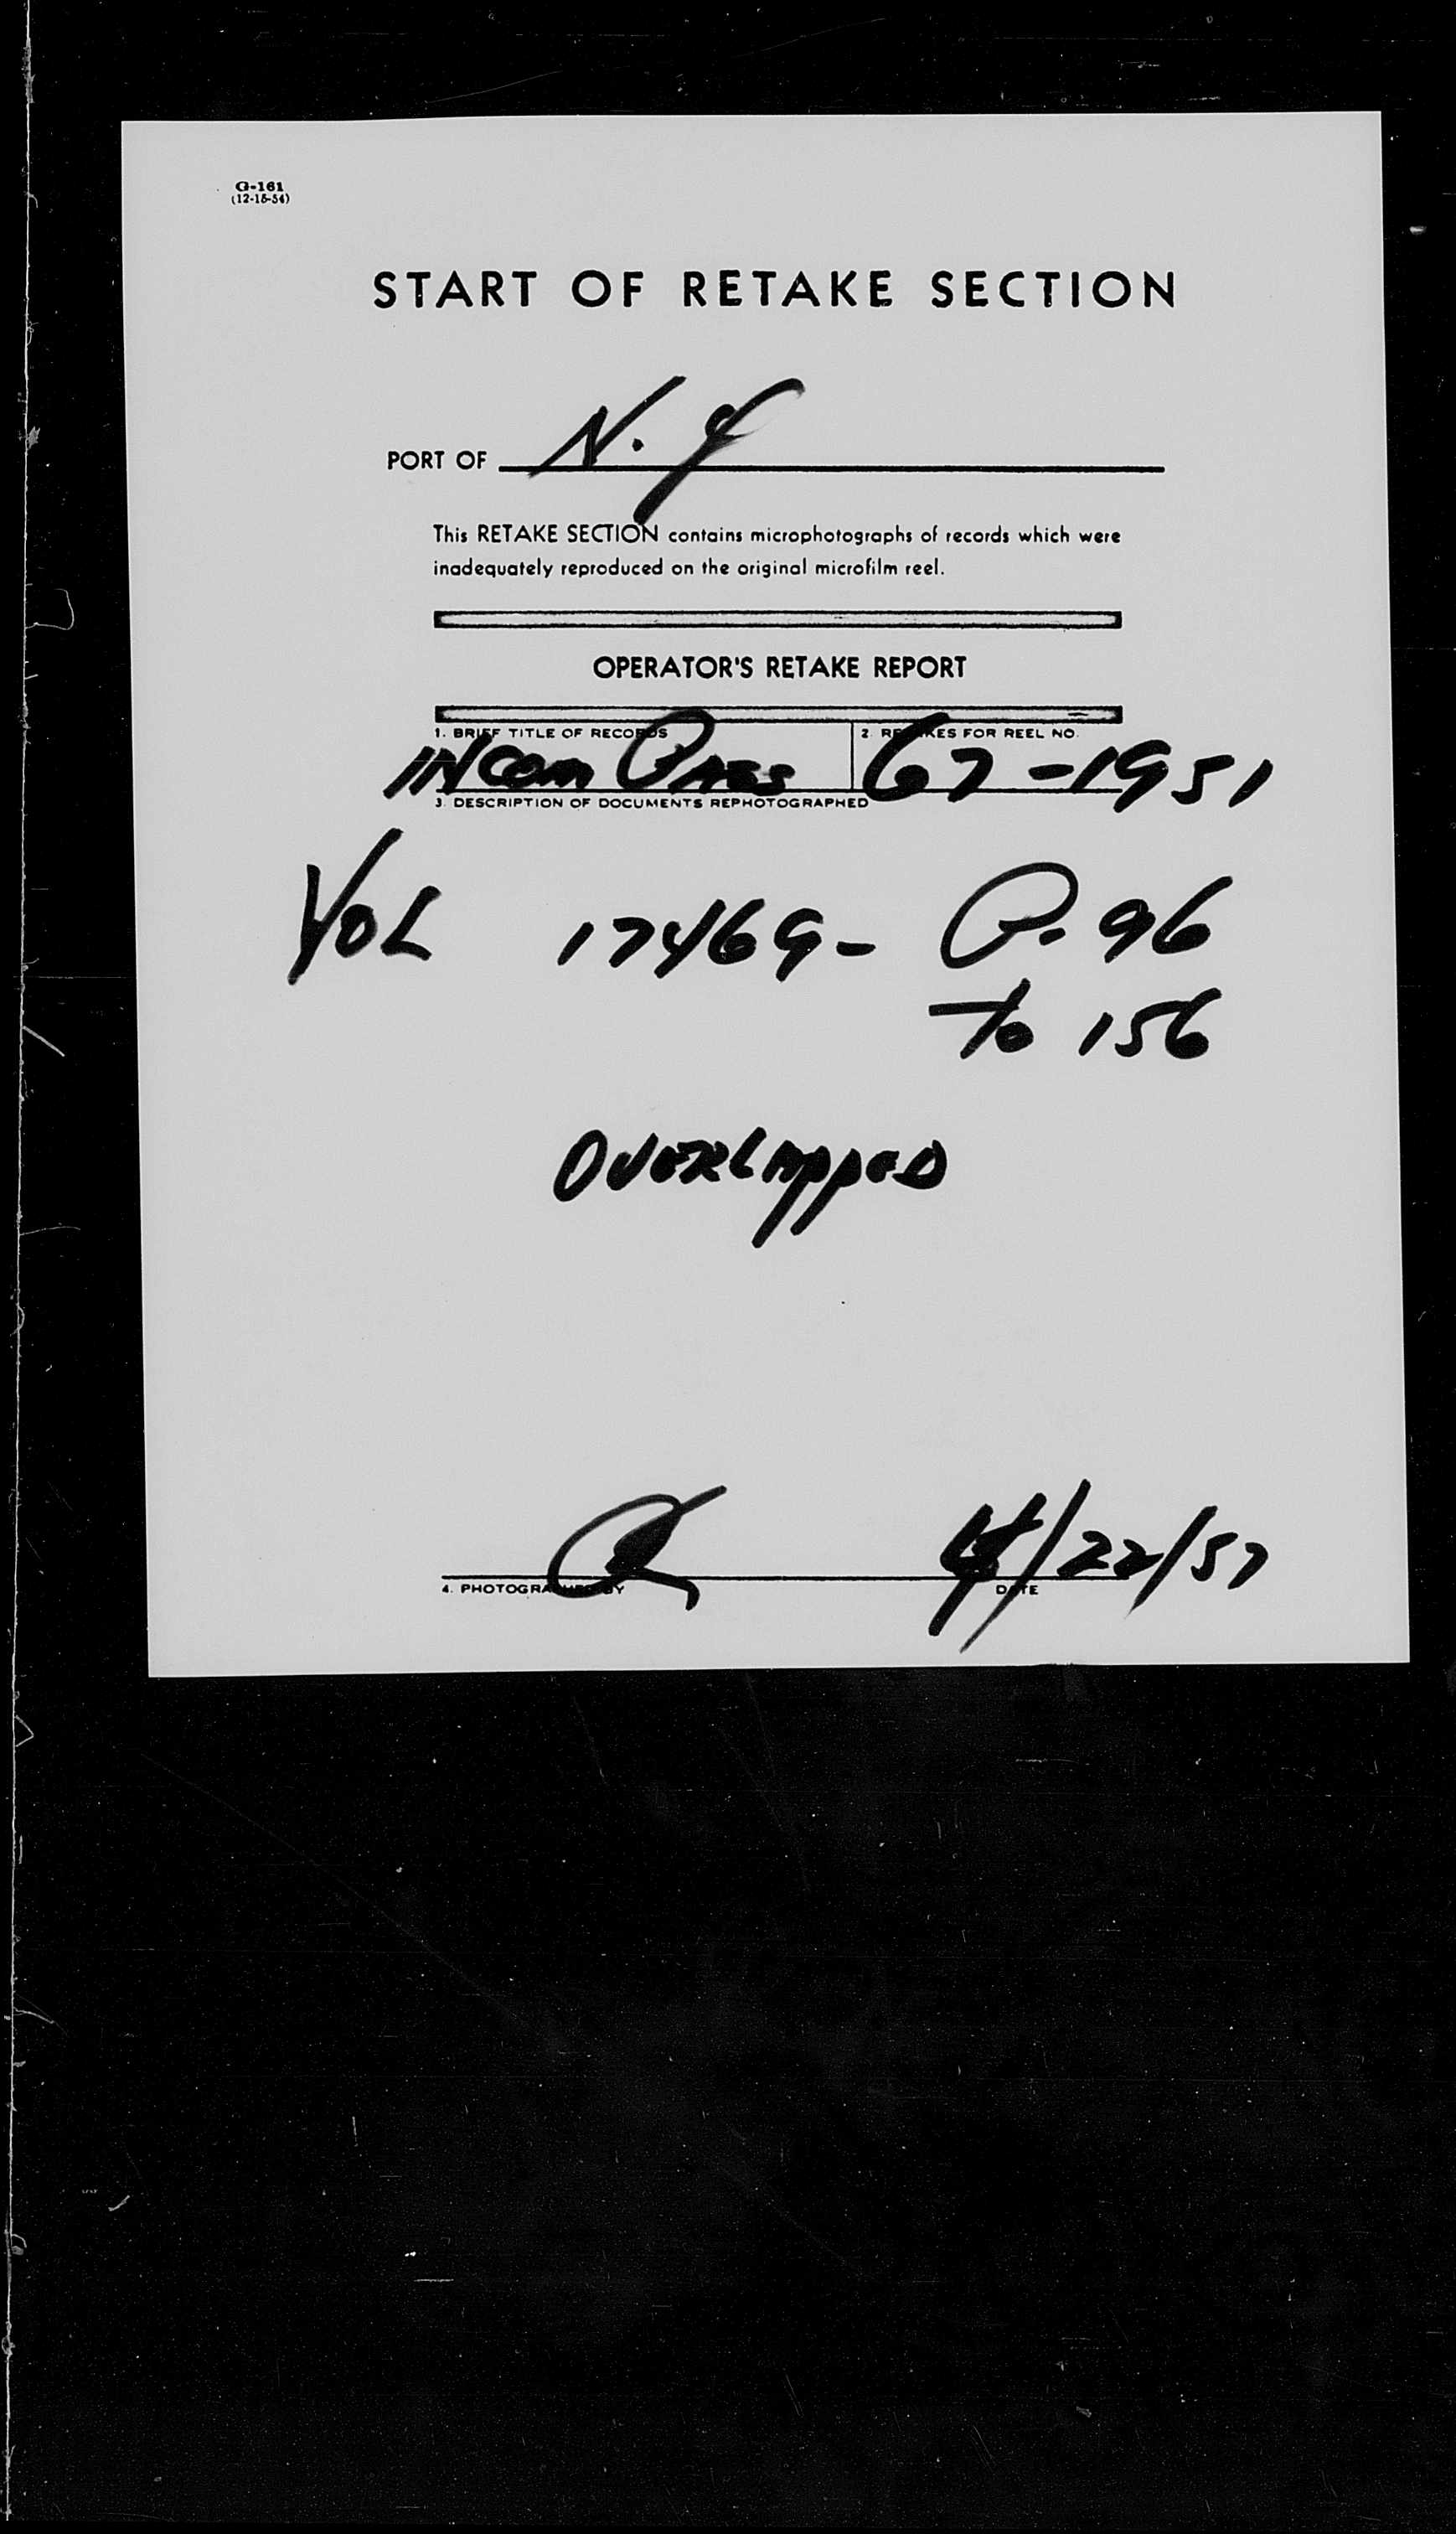 G-161
(12-15-54)
START OF RETAKE SECTION
PORT OF N. Y
This RETAKE SECTION contains microphotographs of records which were
inadequately reproduced on the original microfilm reel.
OPERATOR'S RETAKE REPORT
1. BRIEF TITLE OF RECORDS 2. RETAKES FOR REEL NO.
INCOM PASS 67-1951
3. DESCRIPTION OF DOCUMENTS REPHOTOGRAPHED
VOL 17469- P. 96
to 156
OVERLAPPED
4/22/57
4. PHOTOGRAPHED BY DATE